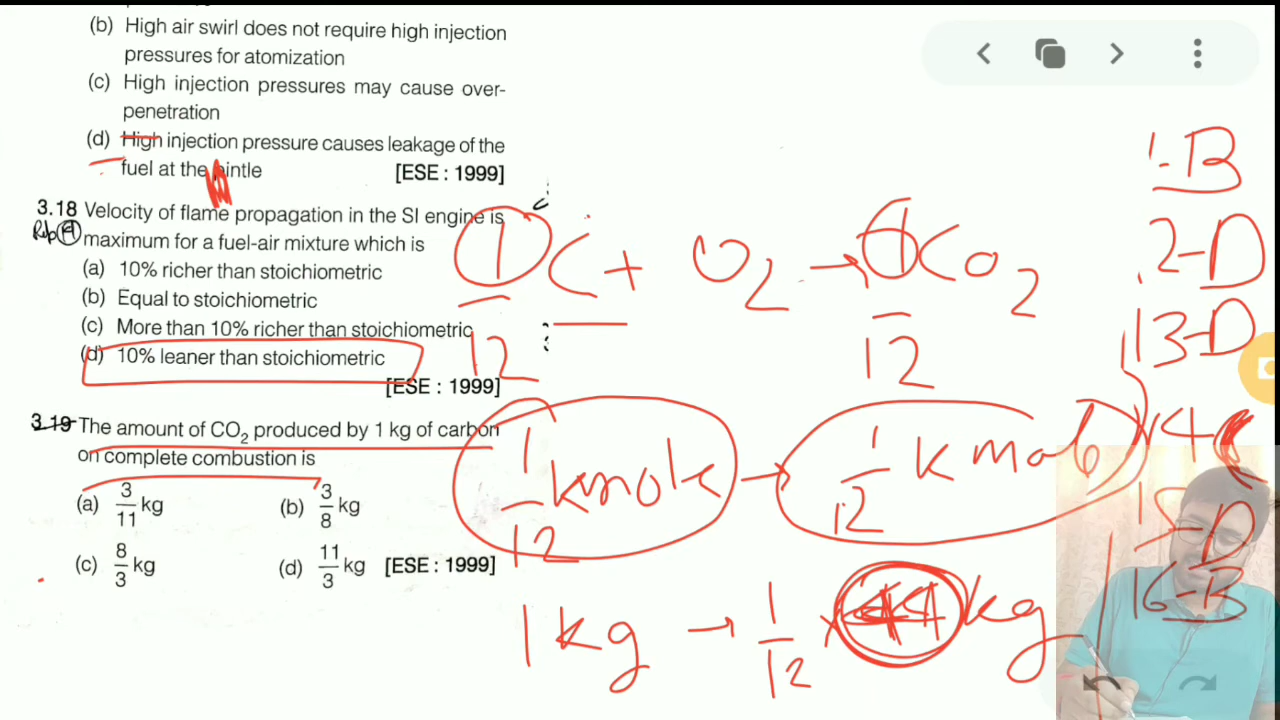 (b) High air swirl does not require high injection
pressures for atomization
(c) High injection pressures may cause over-
penetration
(d) High injection pressure causes leakage of the
fuel at the pintle [ESE : 1999]
3.18 Velocity of flame propagation in the SI engine is
maximum for a fuel-air mixture which is
(a) 10% richer than stoichiometric
(b) Equal to stoichiometric
(c) More than 10% richer than stoichiometric
(d) 10% leaner than stoichiometric
[ESE : 1999]
3.19 The amount of CO2 produced by 1 kg of carbon
on complete combustion is
(a) 3/11 kg (b) 3/8 kg
(c) 8/3 kg (d) 11/3 kg [ESE : 1999]
1 C + O2 → 1 CO2
12 12
1/12 kmole → 1/12 kmole
1 kg → 1/12 × 44 kg
1-B
2-D
13-D
14
15-D
16-B